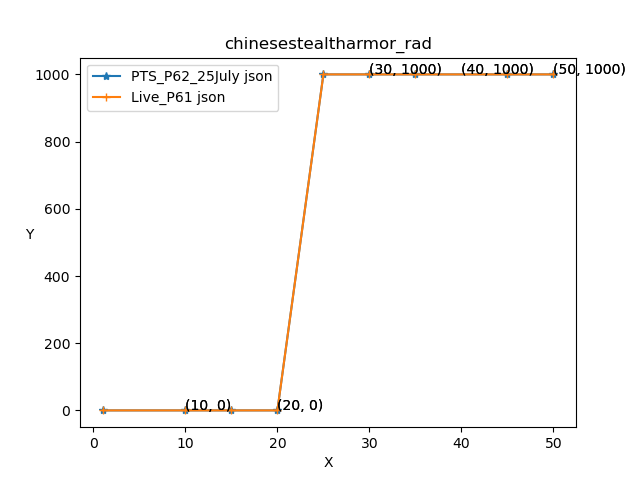 chinesestealtharmor_rad
PTS_P62_25July json
Live_P61 json
1000
800
600
400
200
0
Y
(30, 1000)
(40, 1000)
(50, 1000)
(10, 0)
(20, 0)
0 10 20 30 40 50
X